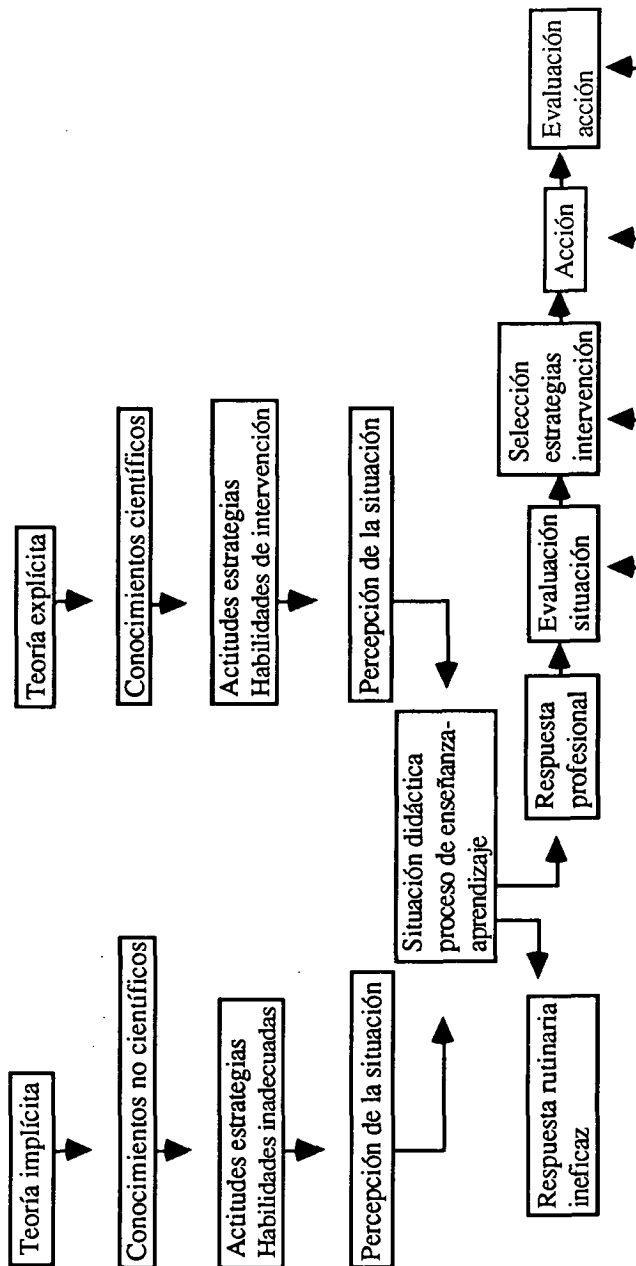 Teoría implícita
Conocimientos no científicos
Actitudes estrategias
Habilidades inadecuadas
Percepción de la situación
Teoría explícita
Conocimientos científicos
Actitudes estrategias
Habilidades de intervención
Percepción de la situación
Situación didáctica
proceso de enseñanza-
aprendizaje
Respuesta rutinaria
ineficaz
Respuesta
profesional
Evaluación
situación
Selección
estrategias
intervención
Acción
Evaluación
acción